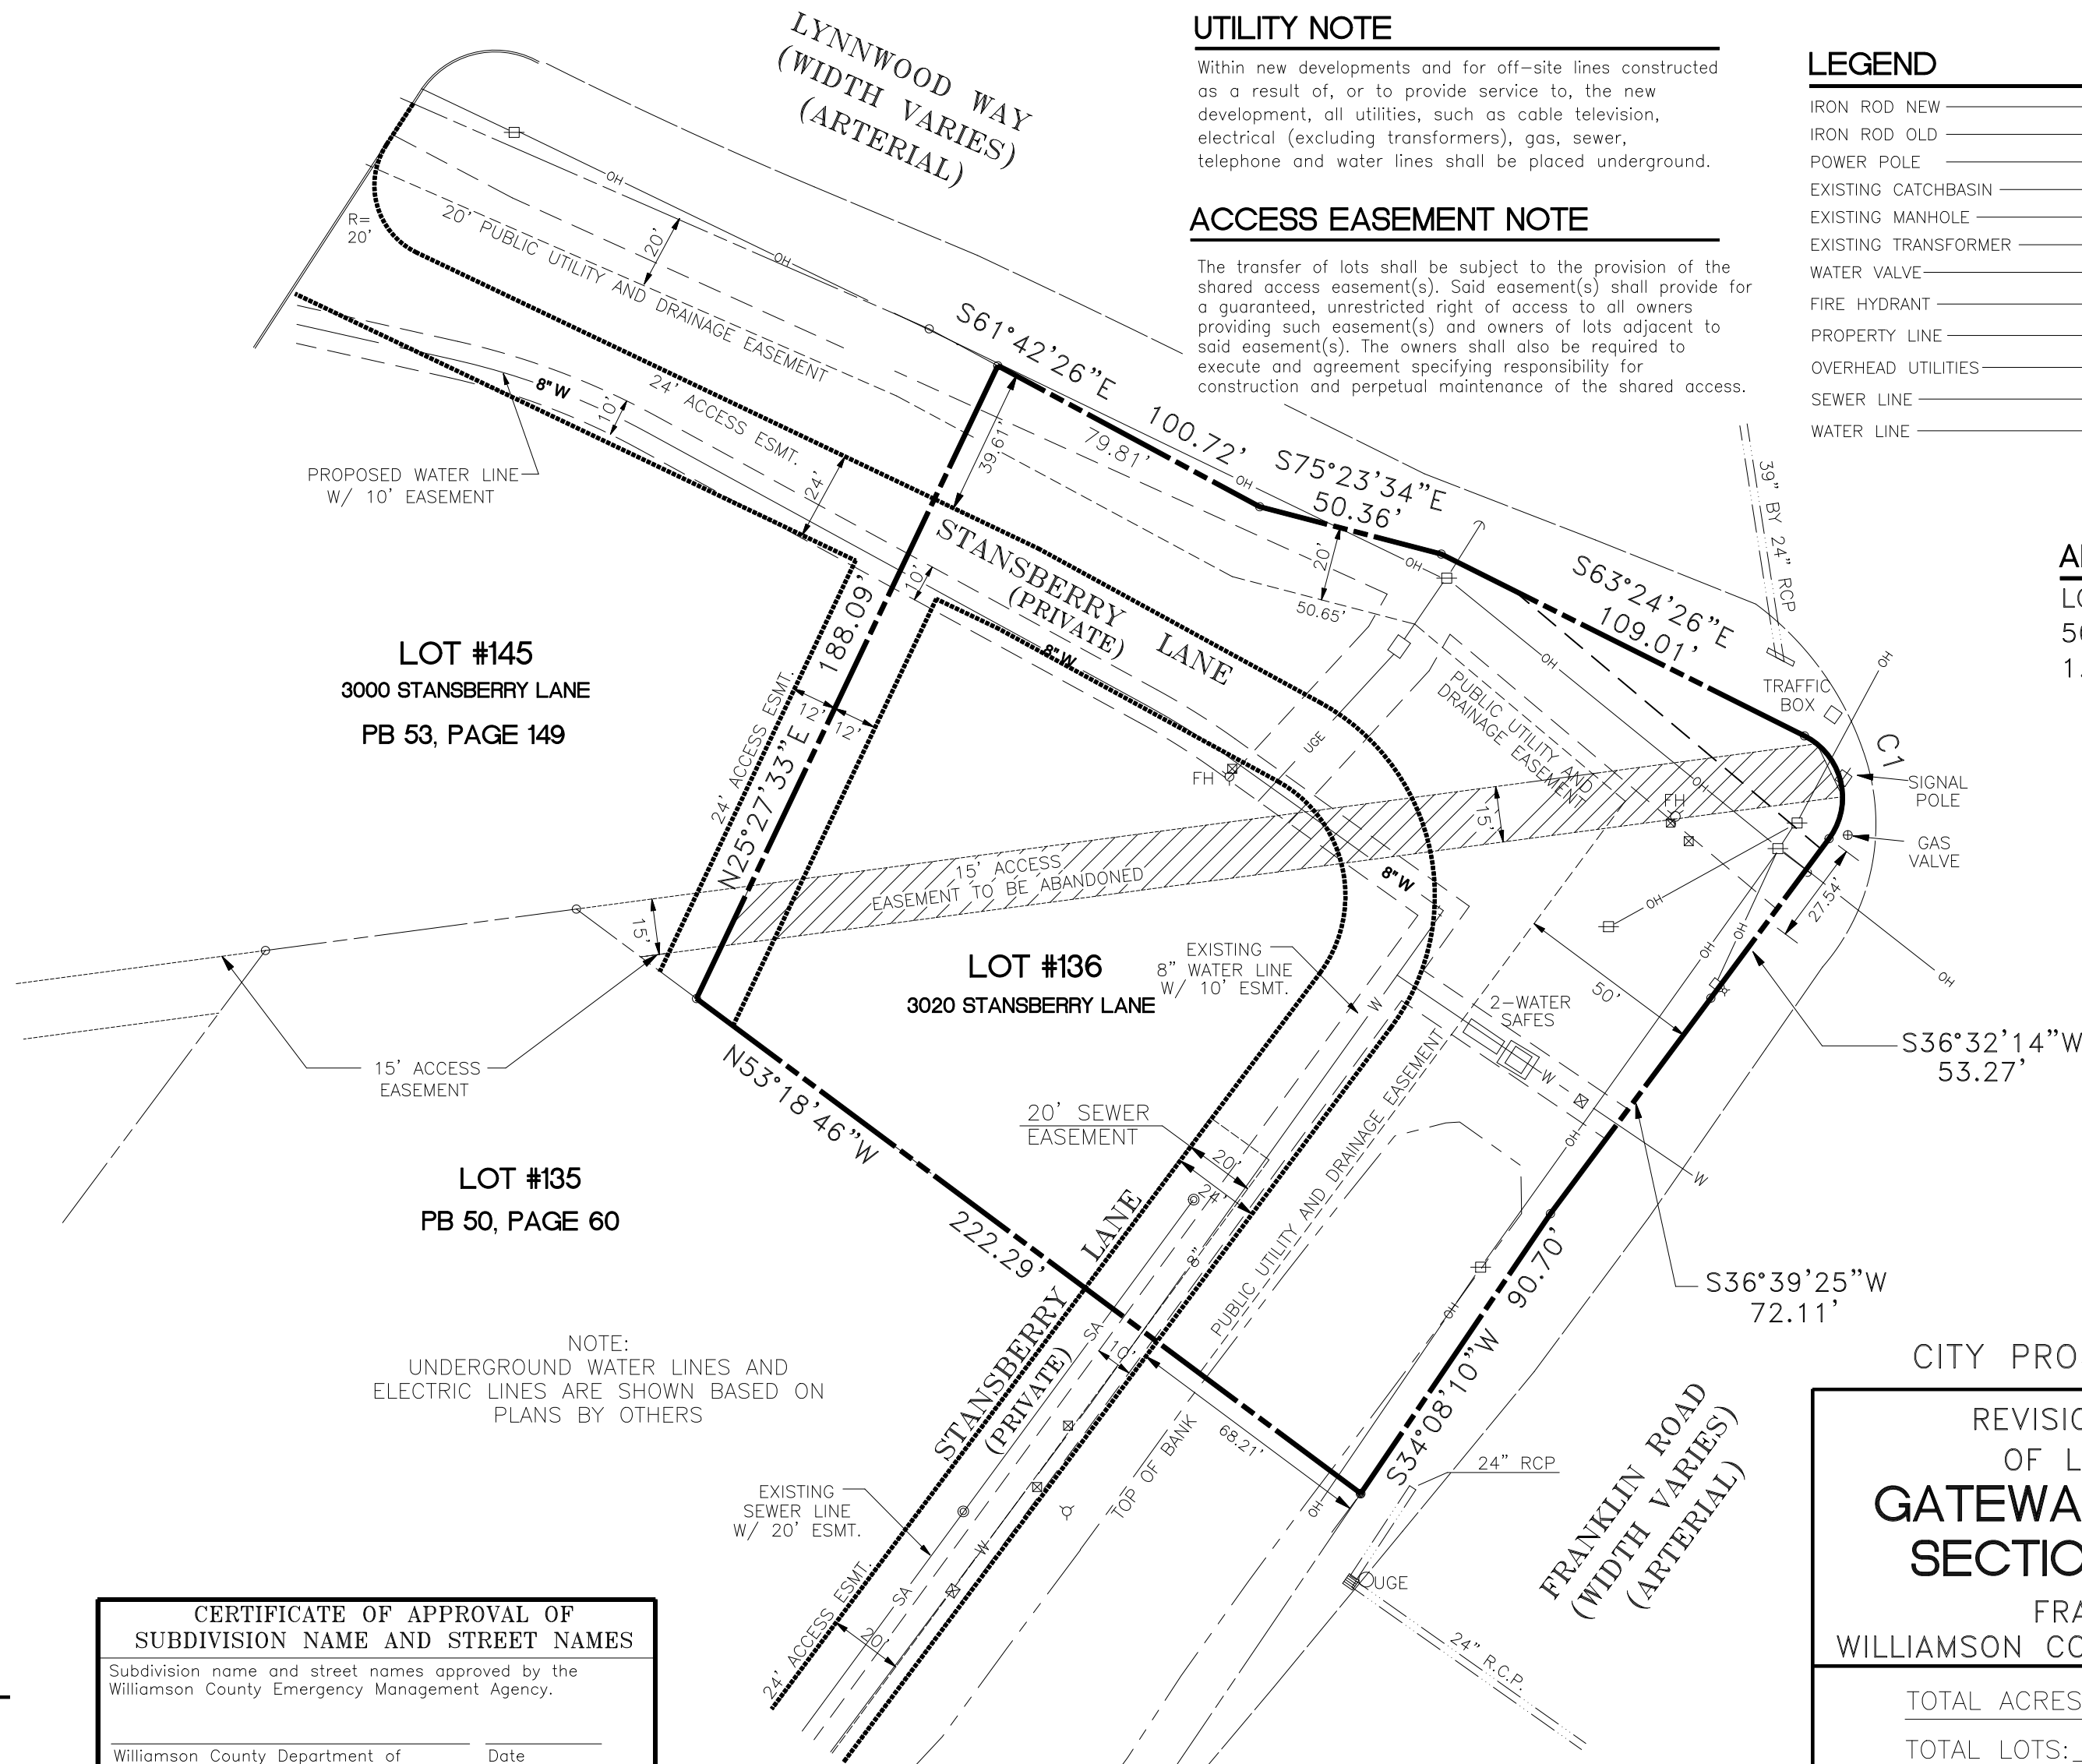 LYNNWOOD WAY
(WIDTH VARIES)
(ARTERIAL)
UTILITY NOTE
Within new developments and for off-site lines constructed
as a result of, or to provide service to, the new
development, all utilities, such as cable television,
electrical (excluding transformers), gas, sewer,
telephone and water lines shall be placed underground.
ACCESS EASEMENT NOTE
The transfer of lots shall be subject to the provision of the
shared access easement(s). Said easement(s) shall provide for
a guaranteed, unrestricted right of access to all owners
providing such easement(s) and owners of lots adjacent to
said easement(s). The owners shall also be required to
execute and agreement specifying responsibility for
construction and perpetual maintenance of the shared access.
LEGEND
IRON ROD NEW
IRON ROD OLD
POWER POLE
EXISTING CATCHBASIN
EXISTING MANHOLE
EXISTING TRANSFORMER
WATER VALVE
FIRE HYDRANT
PROPERTY LINE
OVERHEAD UTILITIES
SEWER LINE
WATER LINE
R=
20'
OH
OH
20' PUBLIC UTILITY AND DRAINAGE EASEMENT
20'
8"W
10'
24' ACCESS ESMT.
24'
PROPOSED WATER LINE
W/ 10' EASEMENT
S61°42'26"E 100.72'
79.81'
39.61'
OH
S75°23'34"E
50.36'
20'
50.65'
OH
39" BY 24" RCP
S63°24'26"E
109.01'
OH
TRAFFIC
BOX
OH
C1
SIGNAL
POLE
GAS
VALVE
STANSBERRY LANE
(PRIVATE)
10'
8"W
188.09'
N25°27'33"E
24' ACCESS ESMT.
12'
12'
LOT #145
3000 STANSBERRY LANE
PB 53, PAGE 149
UGE
FH
PUBLIC UTILITY AND
DRAINAGE EASEMENT
OH
FH
15'
15' ACCESS
EASEMENT TO BE ABANDONED
8"W
OH
OH
OH
27.54'
OH
15'
LOT #136
3020 STANSBERRY LANE
EXISTING
8" WATER LINE
W/ 10' ESMT.
W
2-WATER
SAFES
50'
S36°32'14"W
53.27'
15' ACCESS
EASEMENT
N53°18'46"W
222.29'
20' SEWER
EASEMENT
20'
24'
W
OH
W
PUBLIC UTILITY AND DRAINAGE EASEMENT
LOT #135
PB 50, PAGE 60
S36°39'25"W
72.11'
8"
OH
S34°08'10"W 90.70'
NOTE:
UNDERGROUND WATER LINES AND
ELECTRIC LINES ARE SHOWN BASED ON
PLANS BY OTHERS
STANSBERRY LANE
(PRIVATE)
SA
10'
68.21'
TOP OF BANK
OH
24" RCP
FRANKLIN ROAD
(WIDTH VARIES)
(ARTERIAL)
EXISTING
SEWER LINE
W/ 20' ESMT.
W
SA
24' ACCESS ESMT.
20'
UGE
24" R.C.P.
CERTIFICATE OF APPROVAL OF
SUBDIVISION NAME AND STREET NAMES
Subdivision name and street names approved by the
Williamson County Emergency Management Agency.
Williamson County Department of
Date
CITY PRO
REVISIO
OF L
GATEWA
SECTIO
FRA
WILLIAMSON CO
TOTAL ACRES
TOTAL LOTS: